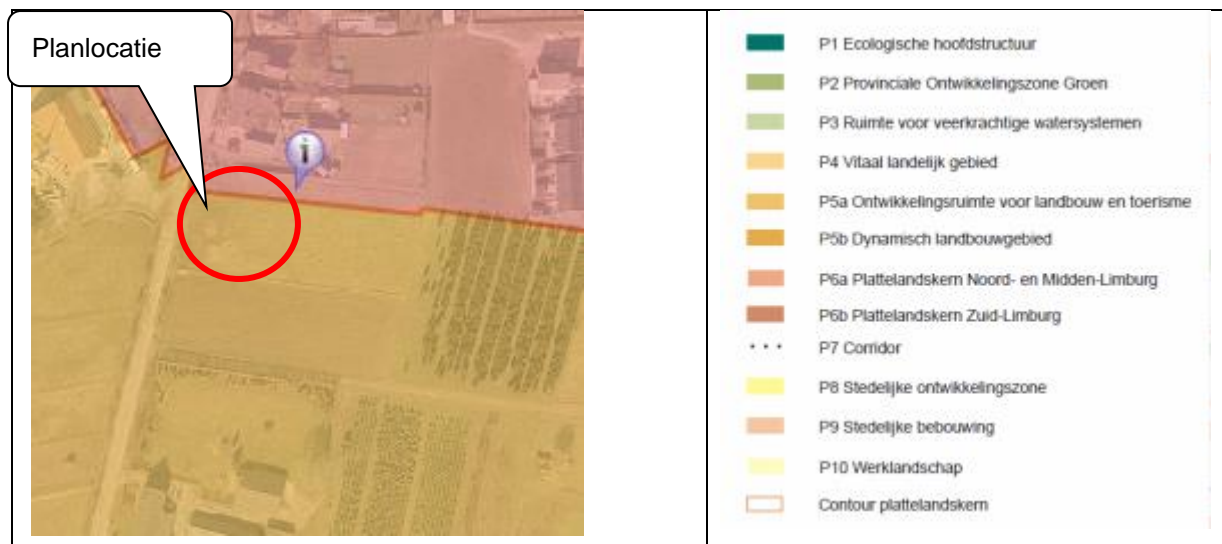 Planlocatie
i
P1 Ecologische hoofdstructuur
P2 Provinciale Ontwikkelingszone Groen
P3 Ruimte voor veerkrachtige watersystemen
P4 Vitaal landelijk gebied
P5a Ontwikkelingsruimte voor landbouw en toerisme
P5b Dynamisch landbouwgebied
P6a Plattelandskern Noord- en Midden-Limburg
P6b Plattelandskern Zuid-Limburg
P7 Corridor
P8 Stedelijke ontwikkelingszone
P9 Stedelijke bebouwing
P10 Werklandschap
Contour plattelandskern